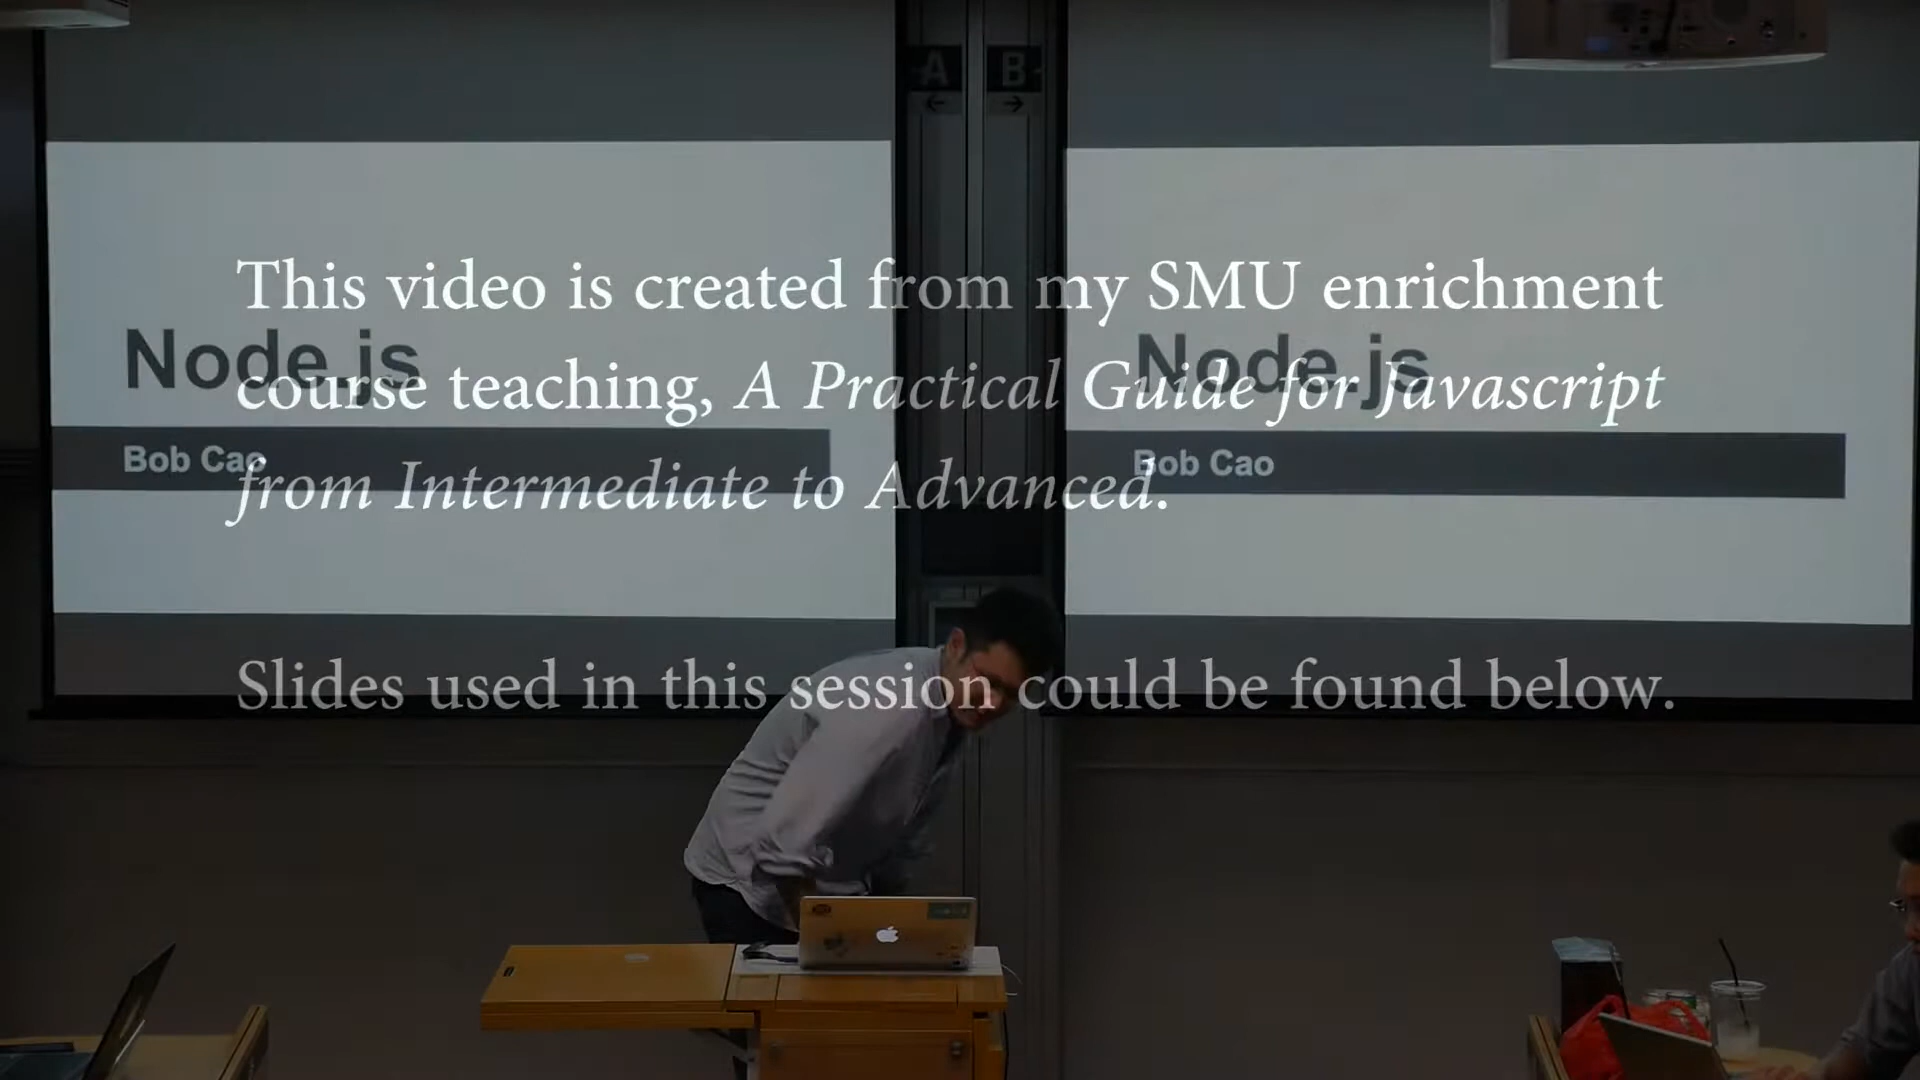 A B
← →
This video is created from my SMU enrichment
course teaching, A Practical Guide for Javascript
from Intermediate to Advanced.
Slides used in this session could be found below.
Node.js
Bob Cao
Node.js
Bob Cao